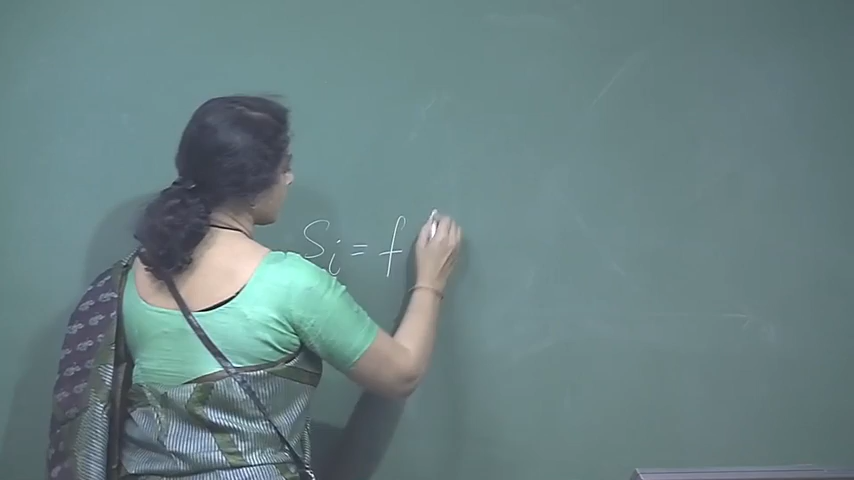 Si = f